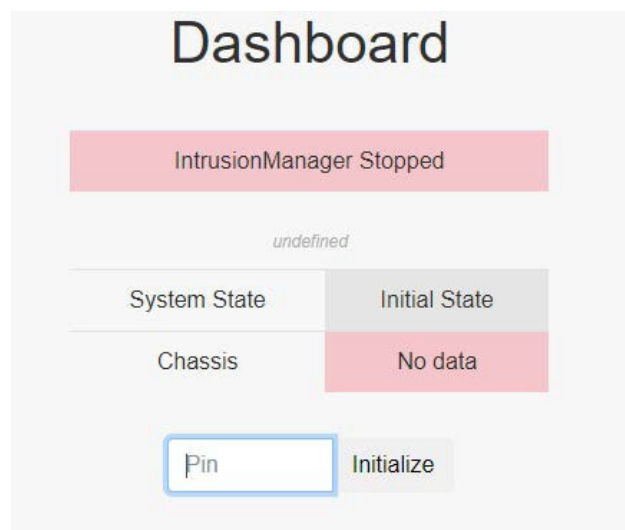 Dashboard
IntrusionManager Stopped
undefined
System State Initial State
Chassis No data
Pin Initialize